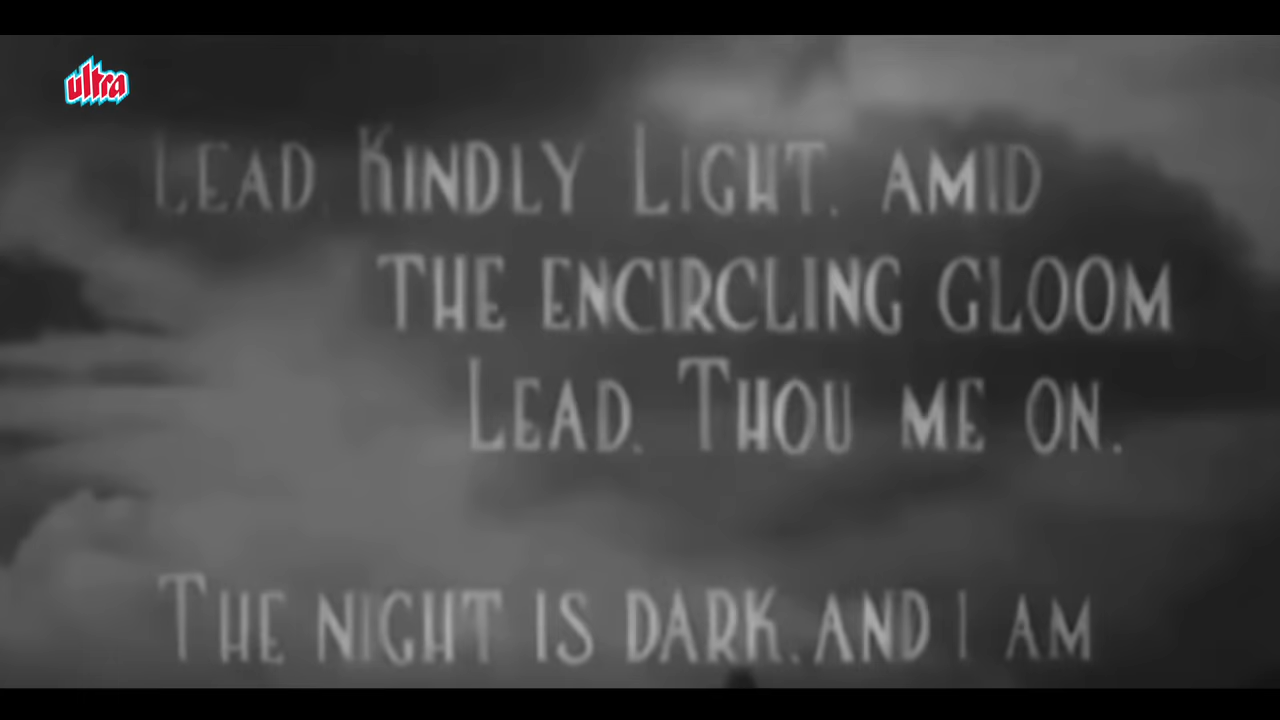 ultra
LEAD, KINDLY LIGHT, AMID
THE ENCIRCLING GLOOM
LEAD, THOU ME ON.
THE NIGHT IS DARK, AND I AM